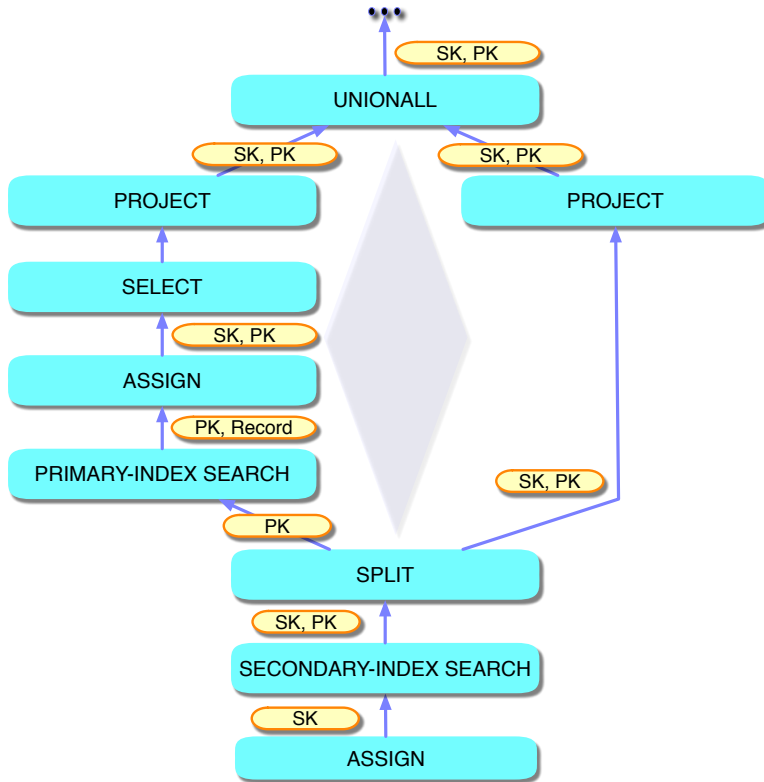 SK, PK
UNIONALL
SK, PK
SK, PK
PROJECT
PROJECT
SELECT
SK, PK
ASSIGN
PK, Record
PRIMARY-INDEX SEARCH
SK, PK
PK
SPLIT
SK, PK
SECONDARY-INDEX SEARCH
SK
ASSIGN